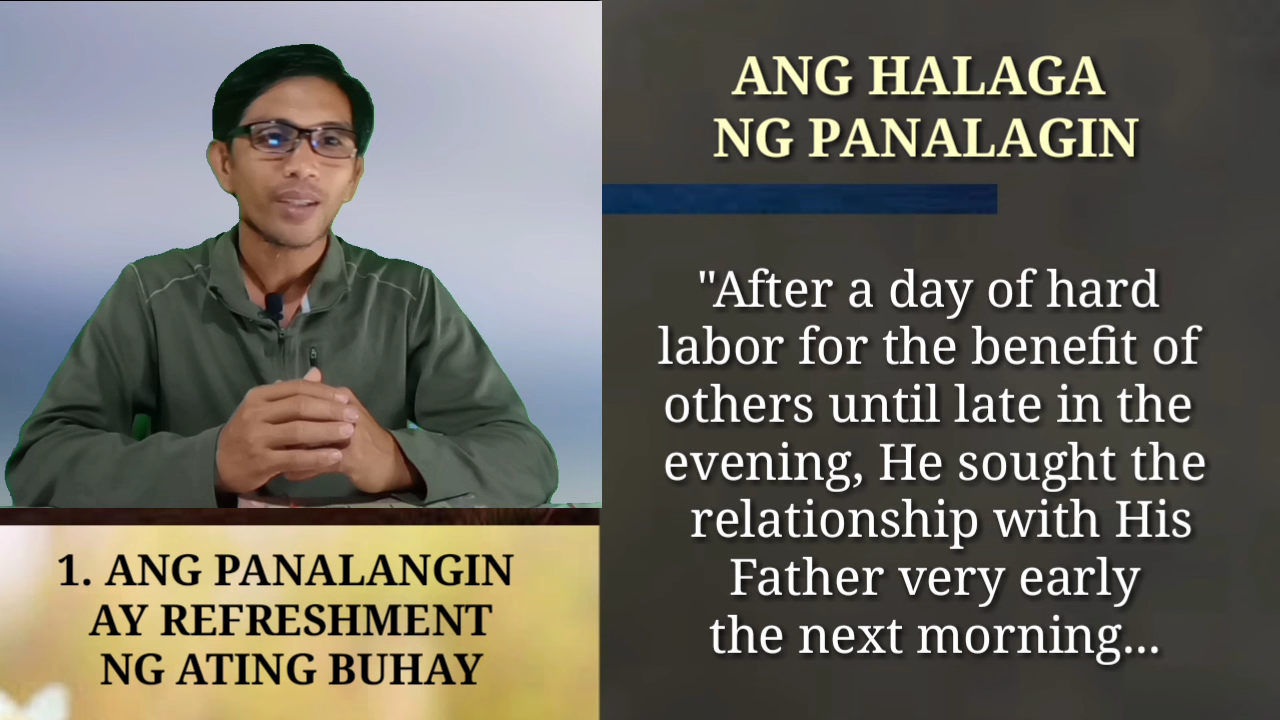 ANG HALAGA
NG PANALAGIN
"After a day of hard
labor for the benefit of
others until late in the
evening, He sought the
relationship with His
Father very early
the next morning...
1. ANG PANALANGIN
AY REFRESHMENT
NG ATING BUHAY